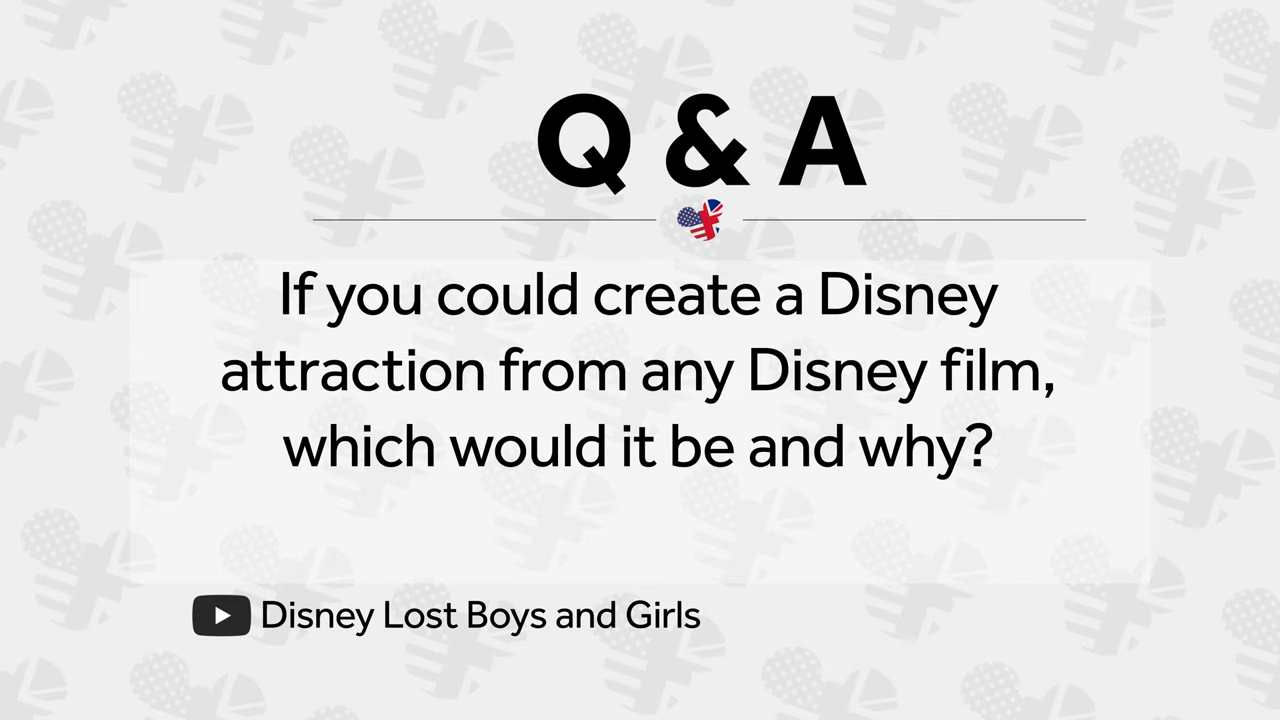 Q & A
If you could create a Disney
attraction from any Disney film,
which would it be and why?
Disney Lost Boys and Girls